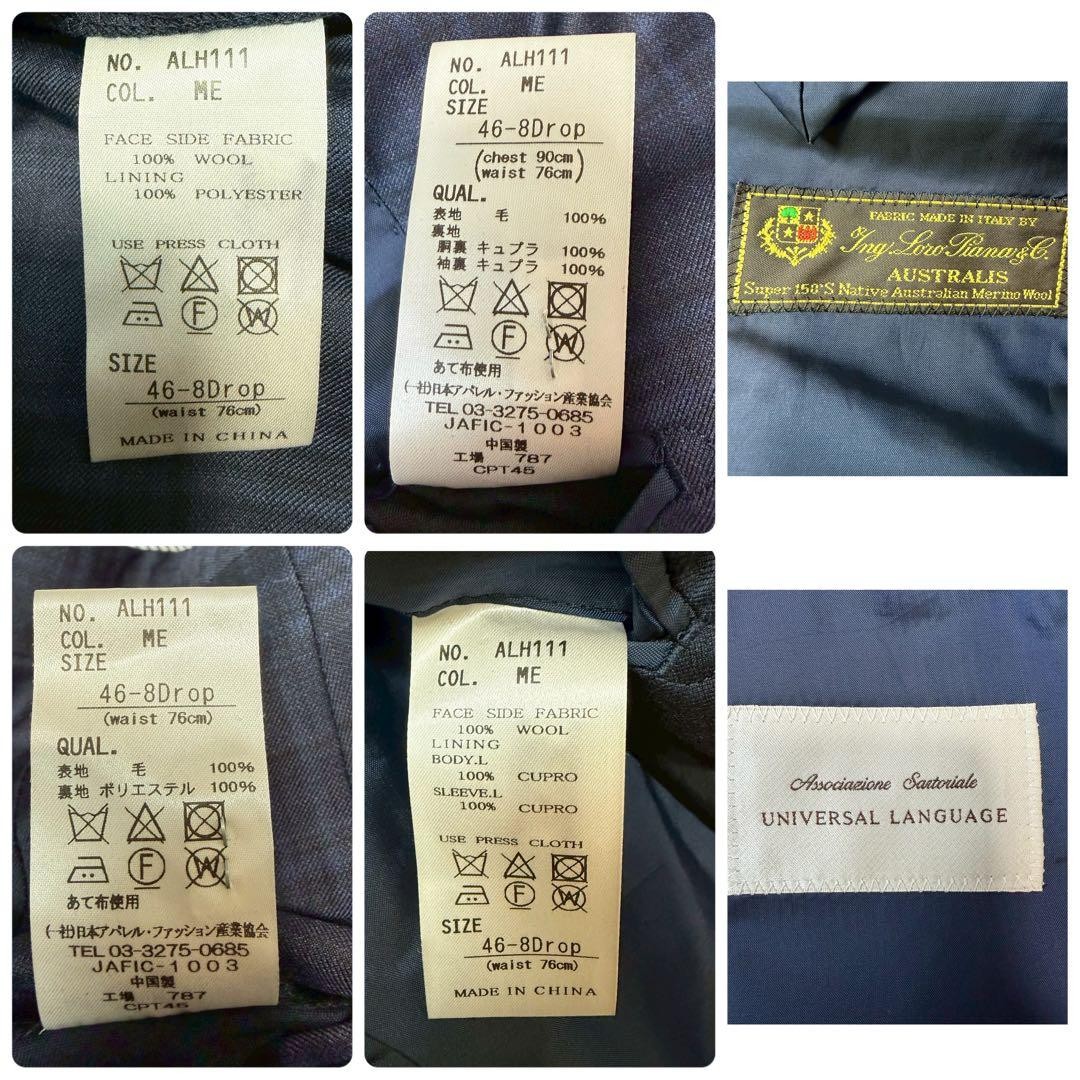 NO. ALH111
COL. ME
FACE SIDE FABRIC
100% WOOL
LINING
100% POLYESTER
USE PRESS CLOTH
F
W
SIZE
46-8Drop
(waist 76cm)
MADE IN CHINA
NO. ALH111
COL. ME
SIZE
46-8Drop
(chest 90cm
waist 76cm)
QUAL.
表地 毛 100%
裏地
胴裏 キュプラ 100%
袖裏 キュプラ 100%
F
W
あて布使用
(一社)日本アパレル・ファッション産業協会
TEL 03-3275-0685
JAFIC-1003
中国製
工場 787
CPT45
FABRIC MADE IN ITALY BY
Ing. Loro Piana & C.
AUSTRALIS
Super 150'S Native Australian Merino Wool
NO. ALH111
COL. ME
SIZE
46-8Drop
(waist 76cm)
QUAL.
表地 毛 100%
裏地 ポリエステル 100%
F
W
あて布使用
(一社)日本アパレル・ファッション産業協会
TEL 03-3275-0685
JAFIC-1003
中国製
工場 787
CPT45
NO. ALH111
COL. ME
FACE SIDE FABRIC
100% WOOL
LINING
BODY.L
100% CUPRO
SLEEVE.L
100% CUPRO
USE PRESS CLOTH
F
W
SIZE
46-8Drop
(waist 76cm)
MADE IN CHINA
Associazione Sartoriale
UNIVERSAL LANGUAGE